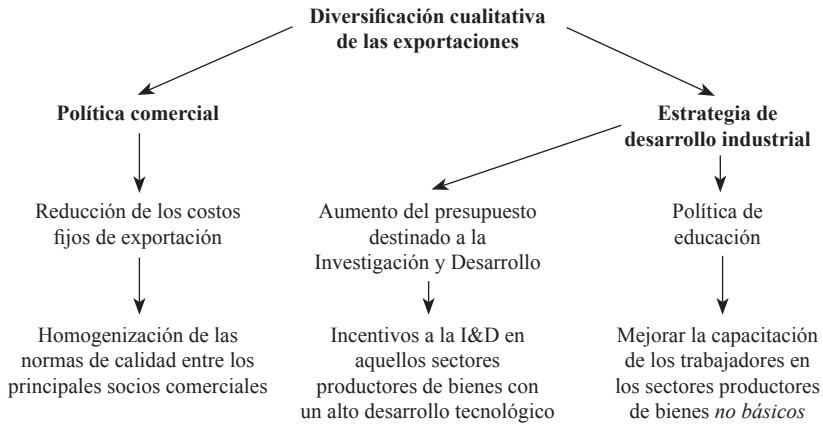 Diversificación cualitativa
de las exportaciones
Política comercial
Estrategia de
desarrollo industrial
Reducción de los costos
fijos de exportación
Aumento del presupuesto
destinado a la
Investigación y Desarrollo
Política de
educación
Homogenización de las
normas de calidad entre los
principales socios comerciales
Incentivos a la I&D en
aquellos sectores
productores de bienes con
un alto desarrollo tecnológico
Mejorar la capacitación
de los trabajadores en
los sectores productores
de bienes no básicos